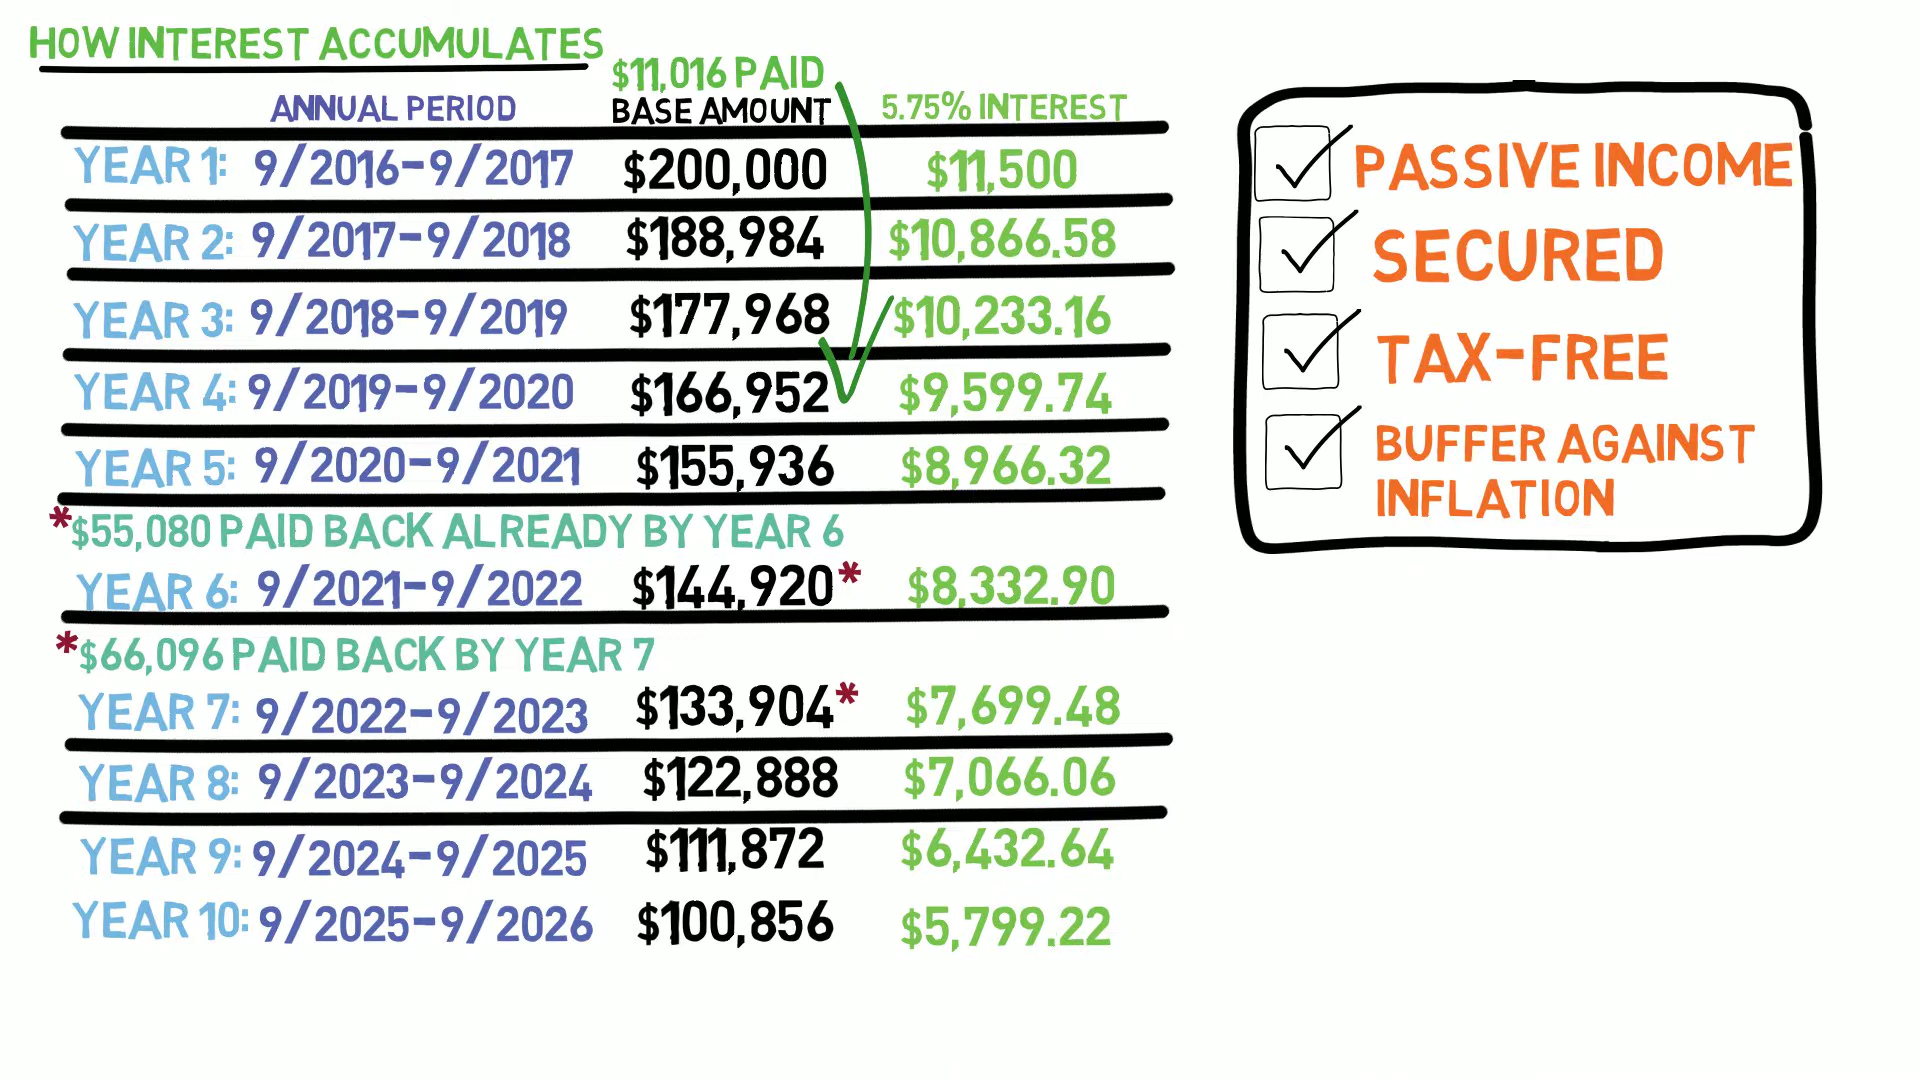 HOW INTEREST ACCUMULATES
$11,016 PAID
ANNUAL PERIOD BASE AMOUNT 5.75% INTEREST
YEAR 1: 9/2016-9/2017 $200,000 $11,500
YEAR 2: 9/2017-9/2018 $188,984 $10,866.58
YEAR 3: 9/2018-9/2019 $177,968 $10,233.16
YEAR 4: 9/2019-9/2020 $166,952 $9,599.74
YEAR 5: 9/2020-9/2021 $155,936 $8,966.32
*$55,080 PAID BACK ALREADY BY YEAR 6
YEAR 6: 9/2021-9/2022 $144,920* $8,332.90
*$66,096 PAID BACK BY YEAR 7
YEAR 7: 9/2022-9/2023 $133,904* $7,699.48
YEAR 8: 9/2023-9/2024 $122,888 $7,066.06
YEAR 9: 9/2024-9/2025 $111,872 $6,432.64
YEAR 10: 9/2025-9/2026 $100,856 $5,799.22
PASSIVE INCOME
SECURED
TAX-FREE
BUFFER AGAINST
INFLATION